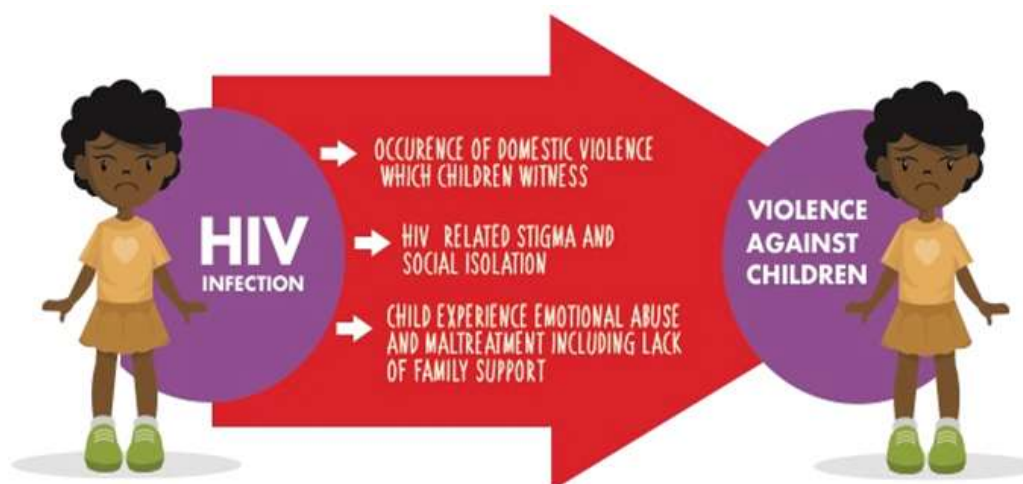 HIV
INFECTION
OCCURENCE OF DOMESTIC VIOLENCE
WHICH CHILDREN WITNESS
HIV RELATED STIGMA AND
SOCIAL ISOLATION
CHILD EXPERIENCE EMOTIONAL ABUSE
AND MALTREATMENT INCLUDING LACK
OF FAMILY SUPPORT
VIOLENCE
AGAINST
CHILDREN